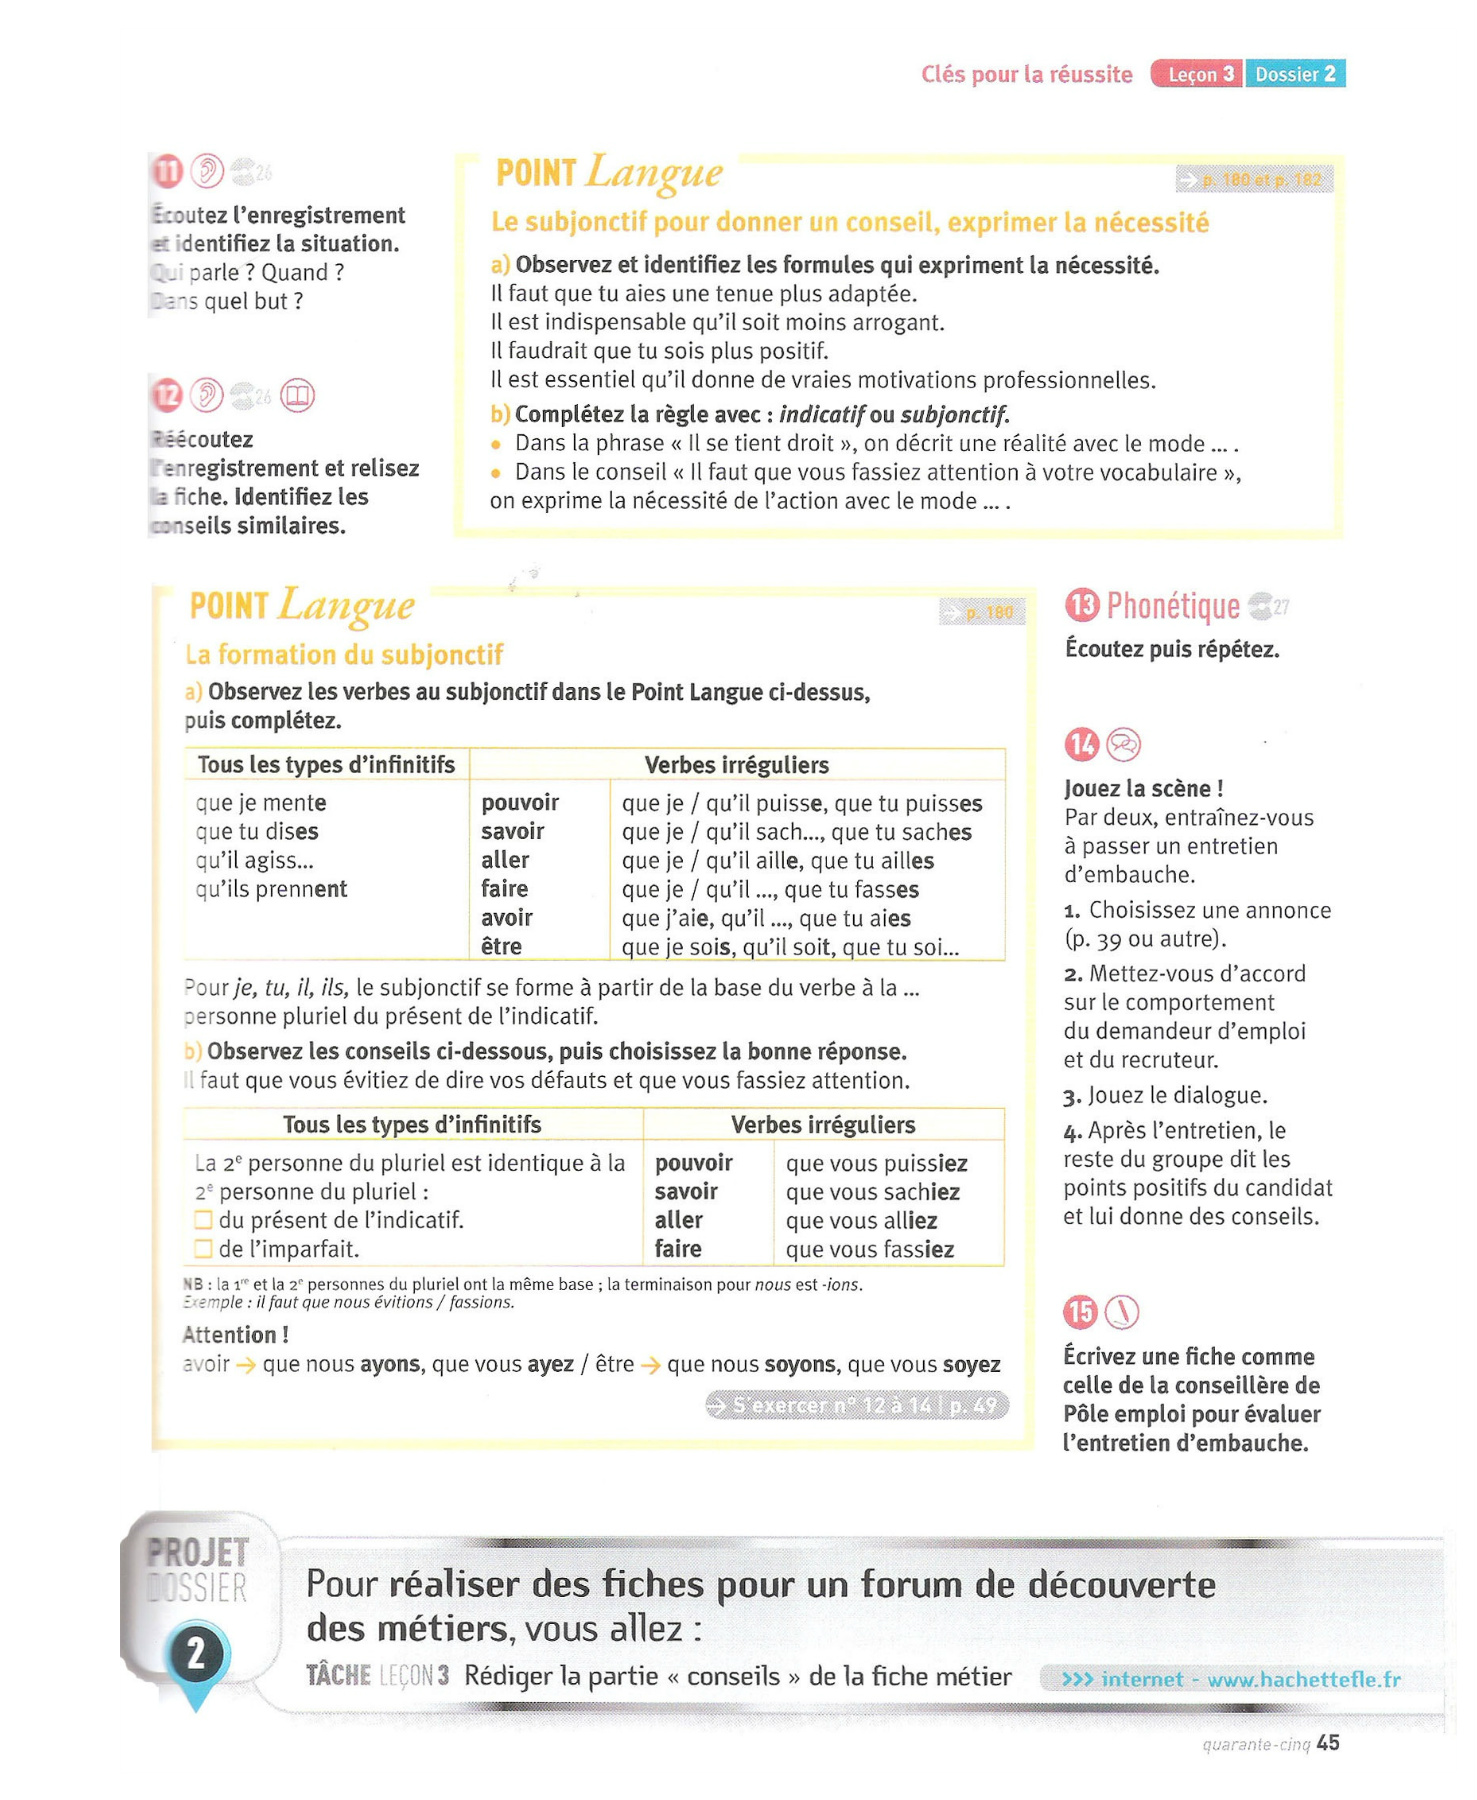 Clés pour la réussite Leçon 3 Dossier 2
11 26
Écoutez l'enregistrement
et identifiez la situation.
Qui parle ? Quand ?
Dans quel but ?
12 26
Réécoutez
l'enregistrement et relisez
la fiche. Identifiez les
conseils similaires.
POINT Langue
→ p. 180 et p. 182
Le subjonctif pour donner un conseil, exprimer la nécessité
a) Observez et identifiez les formules qui expriment la nécessité.
Il faut que tu aies une tenue plus adaptée.
Il est indispensable qu'il soit moins arrogant.
Il faudrait que tu sois plus positif.
Il est essentiel qu'il donne de vraies motivations professionnelles.
b) Complétez la règle avec : indicatif ou subjonctif.
• Dans la phrase « Il se tient droit », on décrit une réalité avec le mode ... .
• Dans le conseil « Il faut que vous fassiez attention à votre vocabulaire »,
on exprime la nécessité de l'action avec le mode ... .
POINT Langue
→ p. 180
La formation du subjonctif
a) Observez les verbes au subjonctif dans le Point Langue ci-dessus,
puis complétez.
Tous les types d'infinitifs Verbes irréguliers
que je mente pouvoir que je / qu'il puisse, que tu puisses
que tu dises savoir que je / qu'il sach..., que tu saches
qu'il agiss... aller que je / qu'il aille, que tu ailles
qu'ils prennent faire que je / qu'il ..., que tu fasses
avoir que j'aie, qu'il ..., que tu aies
être que je sois, qu'il soit, que tu soi...
Pour je, tu, il, ils, le subjonctif se forme à partir de la base du verbe à la ...
personne pluriel du présent de l'indicatif.
b) Observez les conseils ci-dessous, puis choisissez la bonne réponse.
Il faut que vous évitiez de dire vos défauts et que vous fassiez attention.
Tous les types d'infinitifs Verbes irréguliers
La 2e personne du pluriel est identique à la pouvoir que vous puissiez
2e personne du pluriel : savoir que vous sachiez
□ du présent de l'indicatif. aller que vous alliez
□ de l'imparfait. faire que vous fassiez
NB : la 1re et la 2e personnes du pluriel ont la même base ; la terminaison pour nous est -ions.
Exemple : il faut que nous évitions / fassions.
Attention !
avoir → que nous ayons, que vous ayez / être → que nous soyons, que vous soyez
→ S'exercer n° 12 à 14 | p. 49
13 Phonétique 27
Écoutez puis répétez.
14
Jouez la scène !
Par deux, entraînez-vous
à passer un entretien
d'embauche.
1. Choisissez une annonce
(p. 39 ou autre).
2. Mettez-vous d'accord
sur le comportement
du demandeur d'emploi
et du recruteur.
3. Jouez le dialogue.
4. Après l'entretien, le
reste du groupe dit les
points positifs du candidat
et lui donne des conseils.
15
Écrivez une fiche comme
celle de la conseillère de
Pôle emploi pour évaluer
l'entretien d'embauche.
PROJET
DOSSIER
2
Pour réaliser des fiches pour un forum de découverte
des métiers, vous allez :
TÂCHE LEÇON 3 Rédiger la partie « conseils » de la fiche métier >>> internet - www.hachettefle.fr
quarante-cinq 45